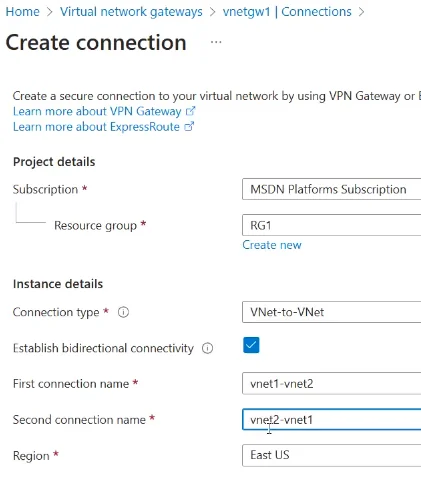 Home > Virtual network gateways > vnetgw1 | Connections >
Create connection ...
Create a secure connection to your virtual network by using VPN Gateway or
Learn more about VPN Gateway
Learn more about ExpressRoute
Project details
Subscription * MSDN Platforms Subscription
Resource group * RG1
Create new
Instance details
Connection type * VNet-to-VNet
Establish bidirectional connectivity
First connection name * vnet1-vnet2
Second connection name * vnet2-vnet1
Region * East US